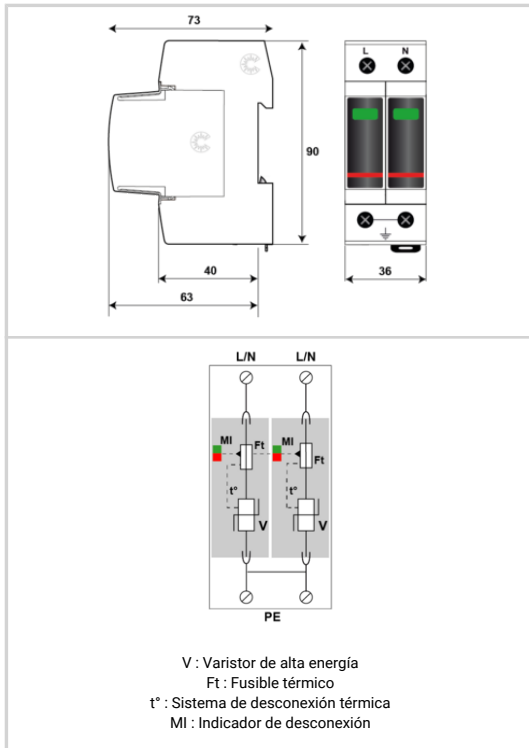 73
L N
90
40
36
63
L/N L/N
MI Ft MI Ft
t° t°
V V
PE
V : Varistor de alta energía
Ft : Fusible térmico
t° : Sistema de desconexión térmica
MI : Indicador de desconexión